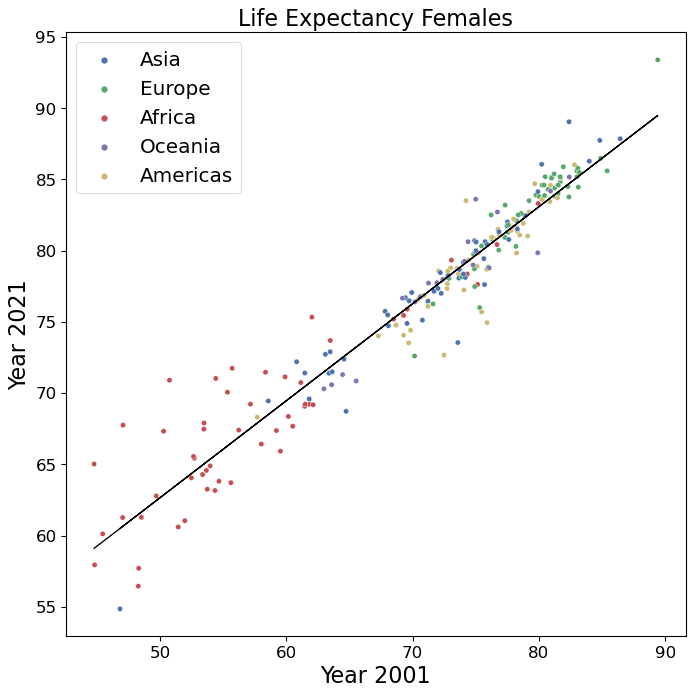 Life Expectancy Females
95
90
85
80
75
70
65
60
55
Asia
Europe
Africa
Oceania
Americas
Year 2021
50 60 70 80 90
Year 2001